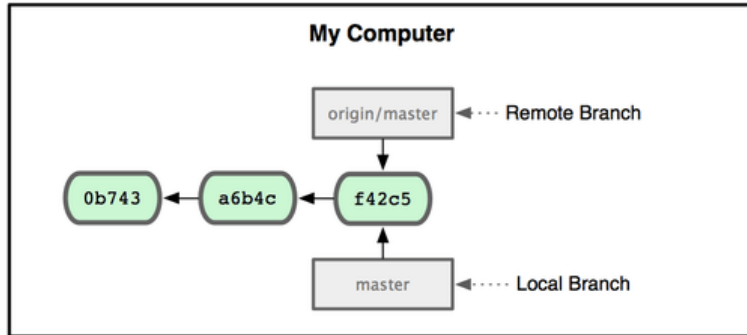 My Computer
origin/master
Remote Branch
0b743
a6b4c
f42c5
master
Local Branch